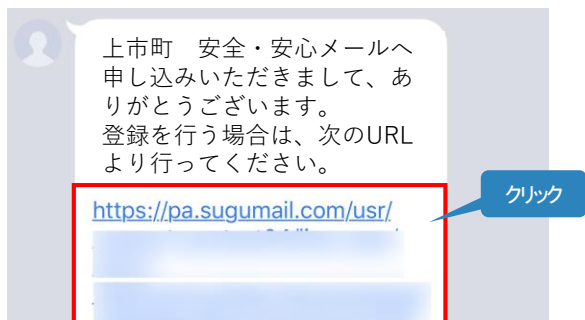 上市町　安全・安心メールへ
申し込みいただきまして、あ
りがとうございます。
登録を行う場合は、次のURL
より行ってください。
https://pa.sugumail.com/usr/
クリック